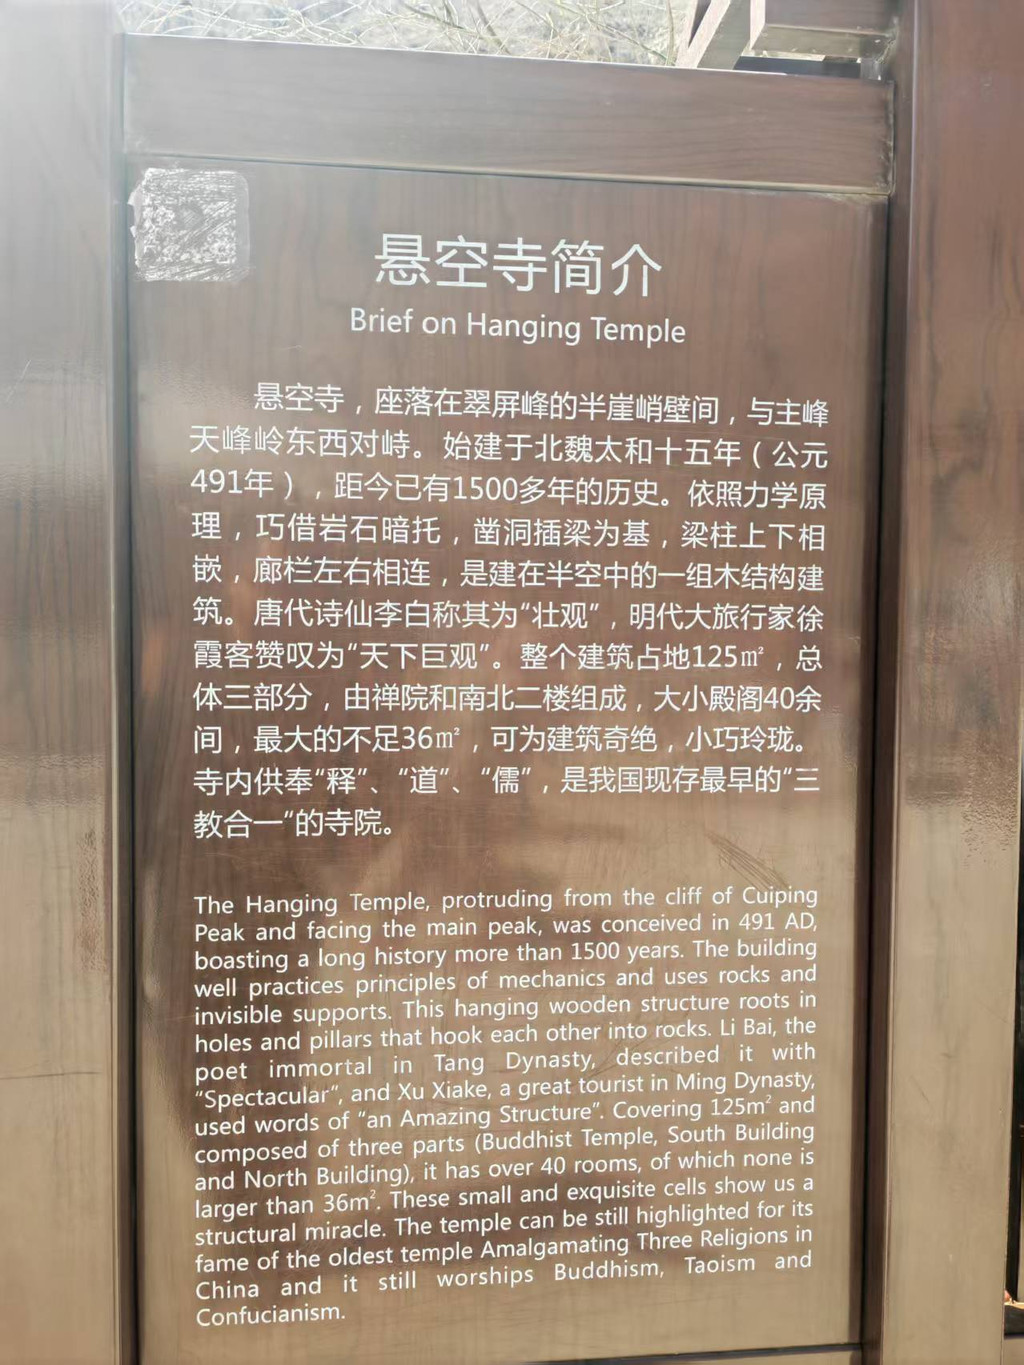 悬空寺简介
Brief on Hanging Temple
悬空寺，座落在翠屏峰的半崖峭壁间，与主峰
天峰岭东西对峙。始建于北魏太和十五年（公元
491年），距今已有1500多年的历史。依照力学原
理，巧借岩石暗托，凿洞插梁为基，梁柱上下相
嵌，廊栏左右相连，是建在半空中的一组木结构建
筑。唐代诗仙李白称其为“壮观”，明代大旅行家徐
霞客赞叹为“天下巨观”。整个建筑占地125㎡，总
体三部分，由禅院和南北二楼组成，大小殿阁40余
间，最大的不足36㎡，可为建筑奇绝，小巧玲珑。
寺内供奉“释”、“道”、“儒”，是我国现存最早的“三
教合一“的寺院。
The Hanging Temple, protruding from the cliff of Cuiping
Peak and facing the main peak, was conceived in 491 AD,
boasting a long history more than 1500 years. The building
well practices principles of mechanics and uses rocks and
invisible supports. This hanging wooden structure roots in
holes and pillars that hook each other into rocks. Li Bai, the
poet immortal in Tang Dynasty, described it with
“Spectacular”, and Xu Xiake, a great tourist in Ming Dynasty,
used words of “an Amazing Structure”. Covering 125m² and
composed of three parts (Buddhist Temple, South Building
and North Building), it has over 40 rooms, of which none is
larger than 36m². These small and exquisite cells show us a
structural miracle. The temple can be still highlighted for its
fame of the oldest temple Amalgamating Three Religions in
China and it still worships Buddhism, Taoism and
Confucianism.